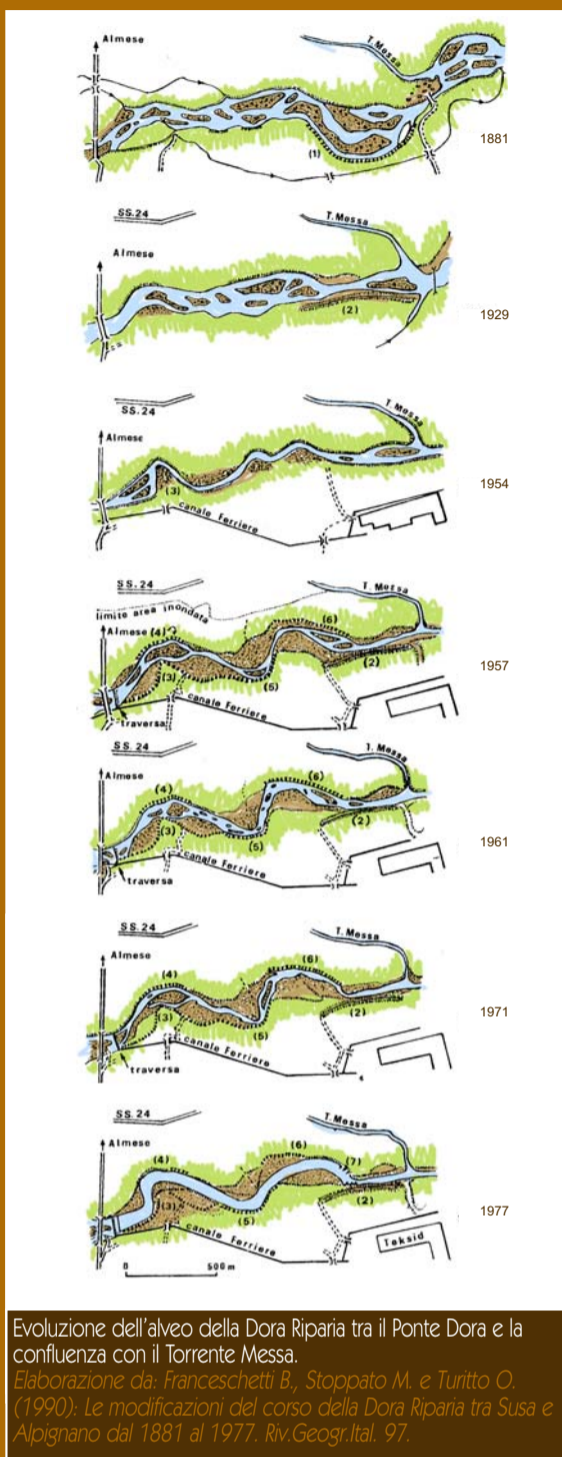 Almese
T. Messa
1881
(1)
SS.24
T. Messa
Almese
1929
(2)
SS.24
T. Messa
Almese
1954
(3)
canale Ferriere
SS.24
T. Messa
limite area inondata
Almese
(4)
(6)
1957
(3)
(2)
(5)
canale Ferriere
traversa
SS.24
T. Messa
Almese
(6)
(4)
(2)
1961
(3)
(5)
canale Ferriere
traversa
SS.24
T. Messa
Almese
(6)
(4)
1971
(2)
(3)
(5)
canale Ferriere
traversa
SS.24
T. Messa
Almese
(6)
(4)
(7)
(2)
(3)
1977
(5)
canale Ferriere
Teksid
0 500m
Evoluzione dell'alveo della Dora Riparia tra il Ponte Dora e la
confluenza con il Torrente Messa.
Elaborazione da: Franceschetti B., Stoppato M. e Turitto O.
(1990): Le modificazioni del corso della Dora Riparia tra Susa e
Alpignano dal 1881 al 1977. Riv.Geogr.Ital. 97.